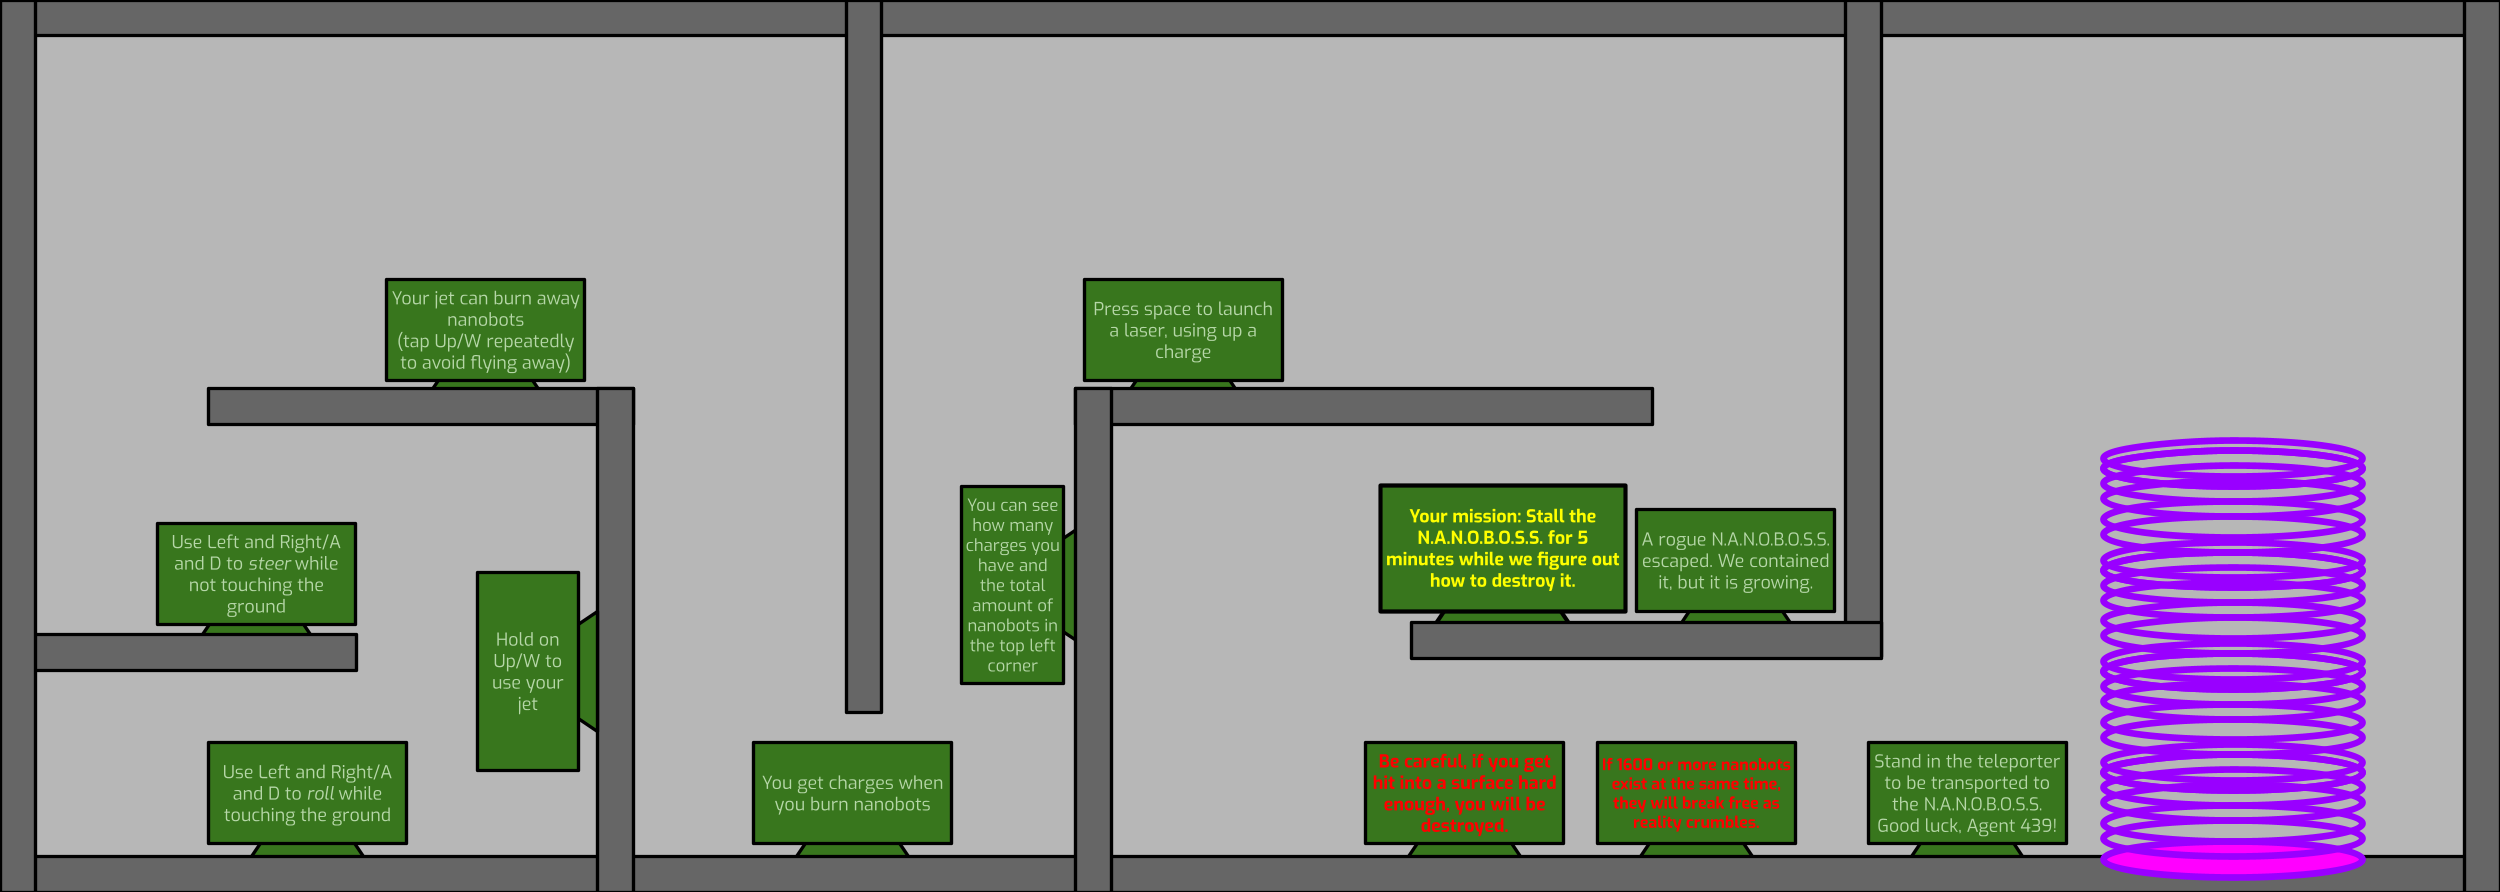 Your jet can burn away
nanobots
(tap Up/W repeatedly
to avoid flying away)
Use Left and Right/A
and D to steer while
not touching the
ground
Hold on
Up/W to
use your
jet
Use Left and Right/A
and D to roll while
touching the ground
You get charges when
you burn nanobots
You can see
how many
charges you
have and
the total
amount of
nanobots in
the top left
corner
Press space to launch
a laser, using up a
charge
Your mission: Stall the
N.A.N.O.B.O.S.S. for 5
minutes while we figure out
how to destroy it.
A rogue N.A.N.O.B.O.S.S.
escaped. We contained
it, but it is growing.
Be careful, if you get
hit into a surface hard
enough, you will be
destroyed.
If 1600 or more nanobots
exist at the same time,
they will break free as
reality crumbles.
Stand in the teleporter
to be transported to
the N.A.N.O.B.O.S.S.
Good luck, Agent 439!